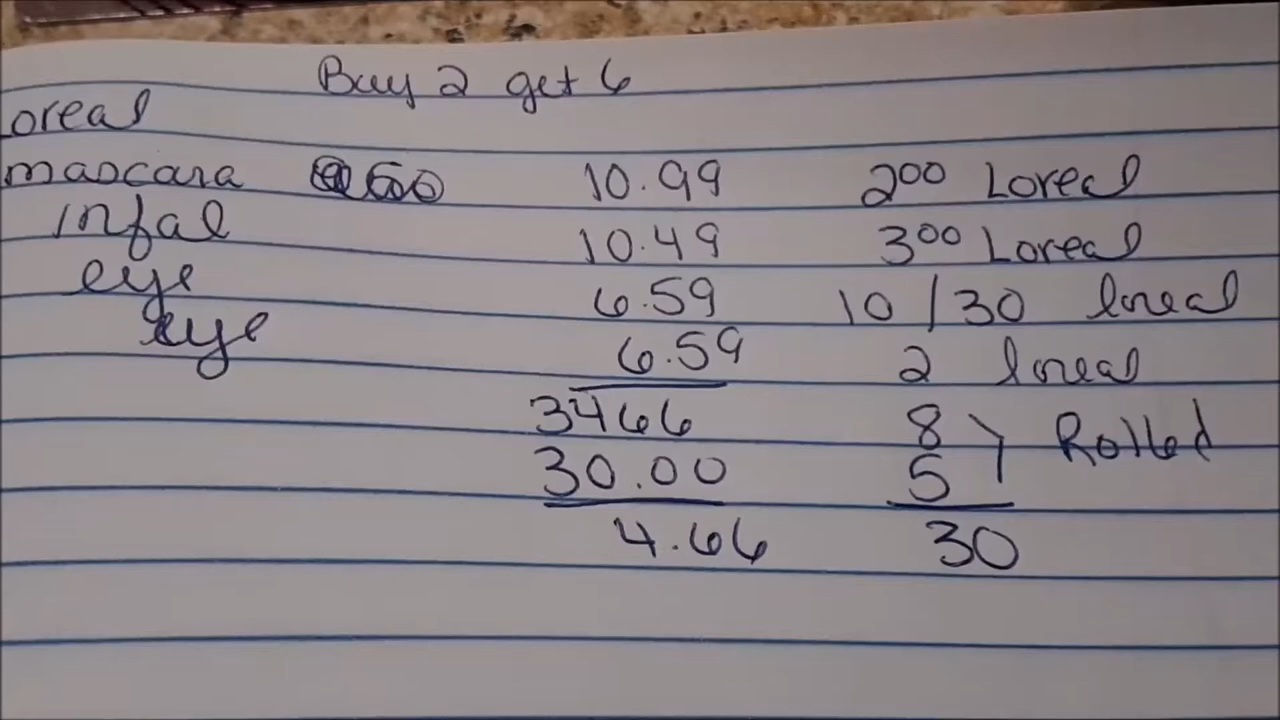 Buy 2 get 6
oreal
mascara 10.99 2⁰⁰ Loreal
infal 10.49 3⁰⁰ Loreal
eye 6.59 10/30 loreal
eye 6.59 2 loreal
3466 8
30.00 5 } Rolled
4.66 30